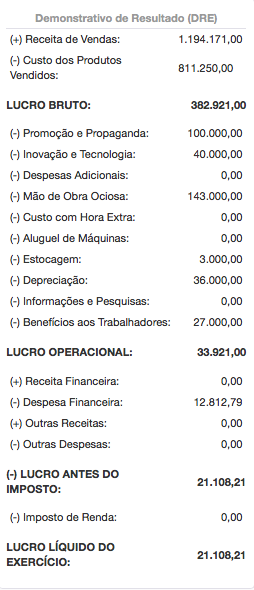 Demonstrativo de Resultado (DRE)
(+) Receita de Vendas: 1.194.171,00
(-) Custo dos Produtos
Vendidos: 811.250,00
LUCRO BRUTO: 382.921,00
(-) Promoção e Propaganda: 100.000,00
(-) Inovação e Tecnologia: 40.000,00
(-) Despesas Adicionais: 0,00
(-) Mão de Obra Ociosa: 143.000,00
(-) Custo com Hora Extra: 0,00
(-) Aluguel de Máquinas: 0,00
(-) Estocagem: 3.000,00
(-) Depreciação: 36.000,00
(-) Informações e Pesquisas: 0,00
(-) Benefícios aos Trabalhadores: 27.000,00
LUCRO OPERACIONAL: 33.921,00
(+) Receita Financeira: 0,00
(-) Despesa Financeira: 12.812,79
(+) Outras Receitas: 0,00
(-) Outras Despesas: 0,00
(-) LUCRO ANTES DO
IMPOSTO: 21.108,21
(-) Imposto de Renda: 0,00
LUCRO LÍQUIDO DO
EXERCÍCIO: 21.108,21